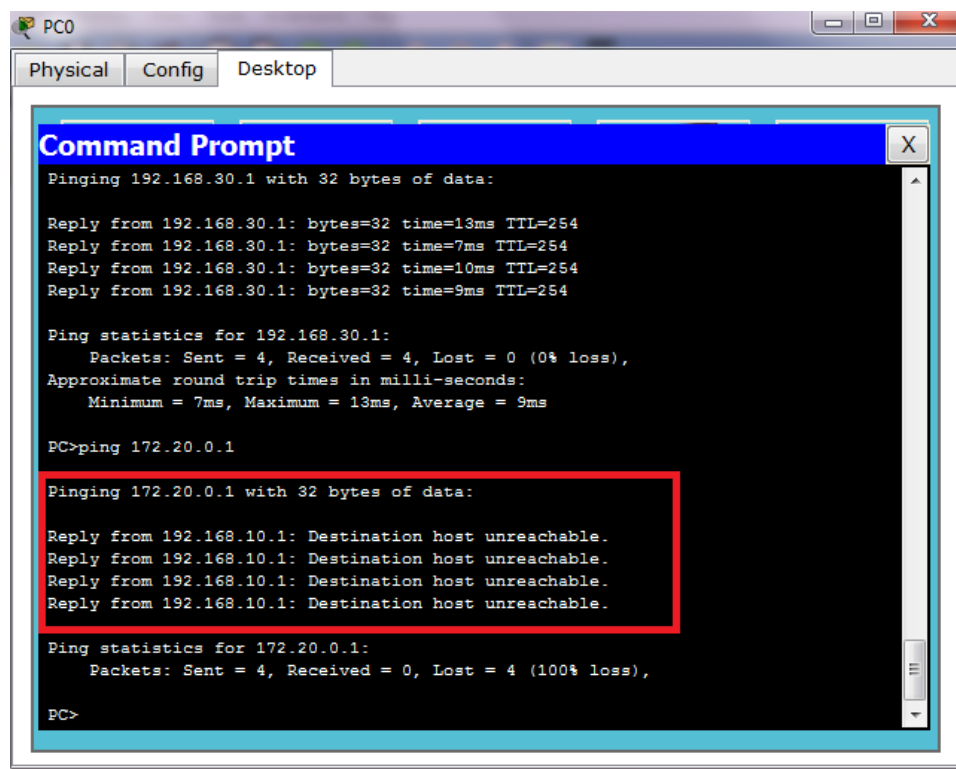 PC0
Physical Config Desktop
Command Prompt X
Pinging 192.168.30.1 with 32 bytes of data:
Reply from 192.168.30.1: bytes=32 time=13ms TTL=254
Reply from 192.168.30.1: bytes=32 time=7ms TTL=254
Reply from 192.168.30.1: bytes=32 time=10ms TTL=254
Reply from 192.168.30.1: bytes=32 time=9ms TTL=254
Ping statistics for 192.168.30.1:
Packets: Sent = 4, Received = 4, Lost = 0 (0% loss),
Approximate round trip times in milli-seconds:
Minimum = 7ms, Maximum = 13ms, Average = 9ms
PC>ping 172.20.0.1
Pinging 172.20.0.1 with 32 bytes of data:
Reply from 192.168.10.1: Destination host unreachable.
Reply from 192.168.10.1: Destination host unreachable.
Reply from 192.168.10.1: Destination host unreachable.
Reply from 192.168.10.1: Destination host unreachable.
Ping statistics for 172.20.0.1:
Packets: Sent = 4, Received = 0, Lost = 4 (100% loss),
PC>